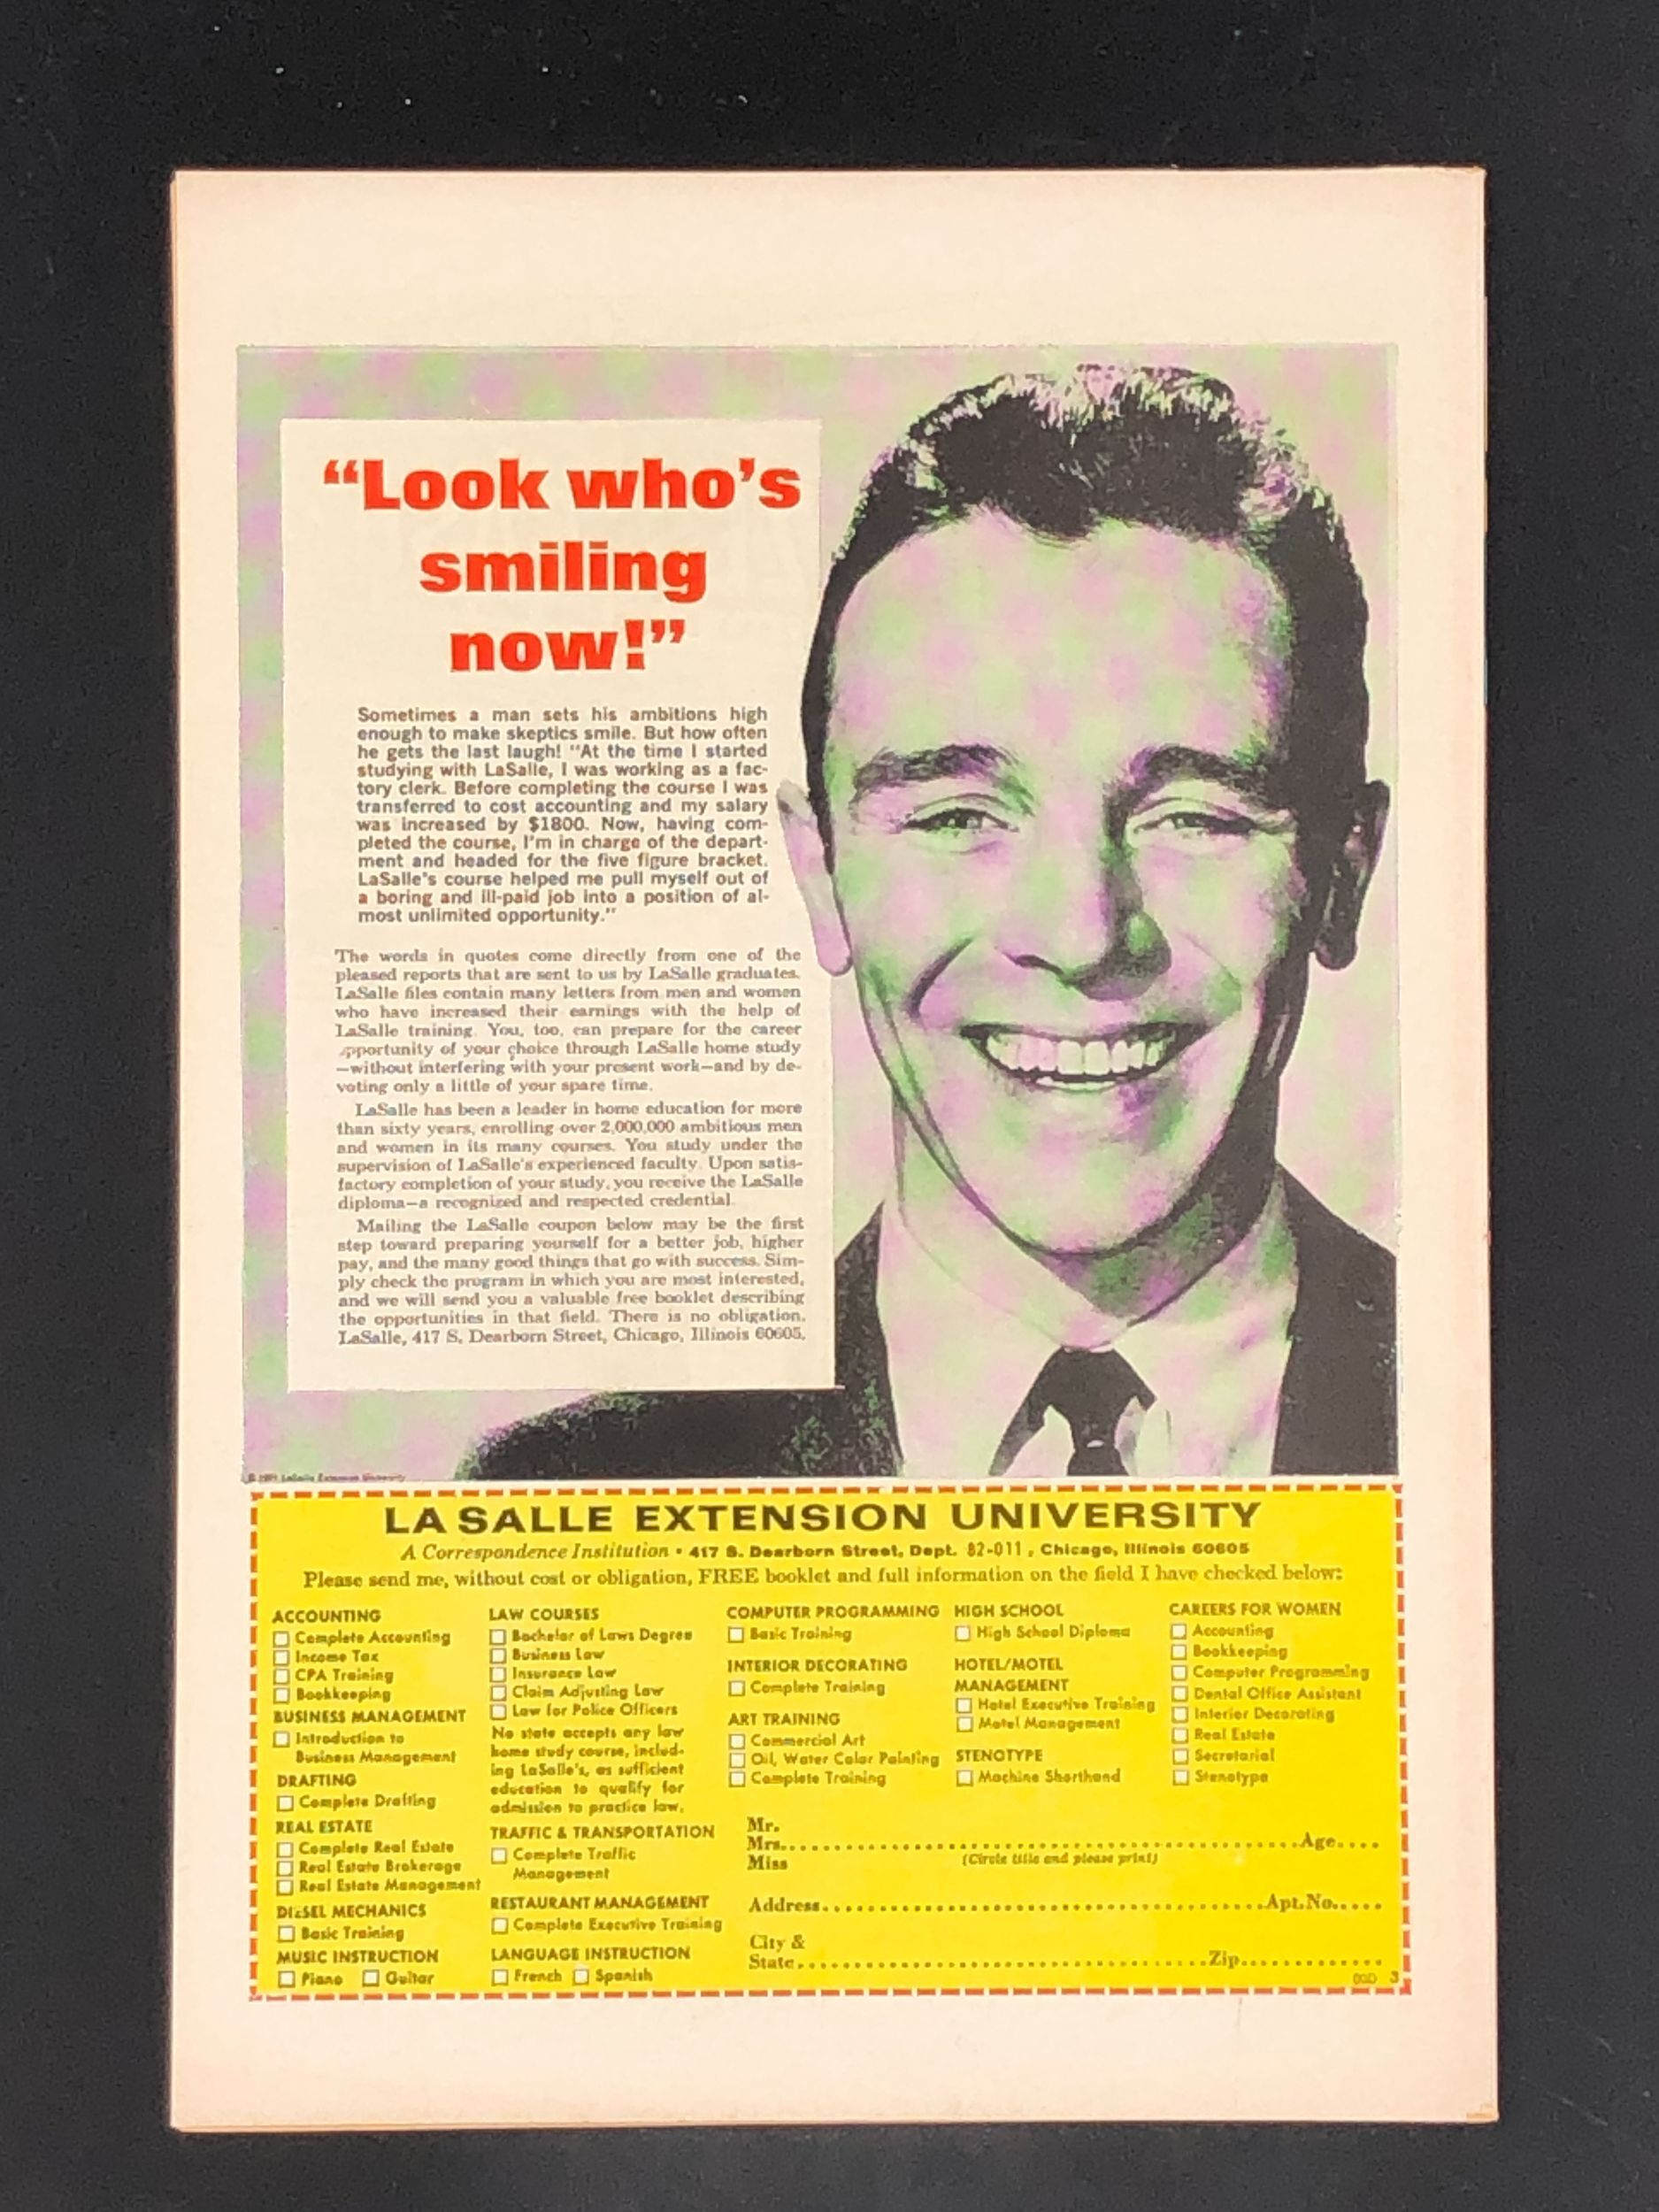 “Look who’s
smiling
now!”
Sometimes a man sets his ambitions high
enough to make skeptics smile. But how often
he gets the last laugh! “At the time I started
studying with LaSalle, I was working as a fac-
tory clerk. Before completing the course I was
transferred to cost accounting and my salary
was increased by $1800. Now, having com-
pleted the course, I’m in charge of the depart-
ment and headed for the five figure bracket.
LaSalle’s course helped me pull myself out of
a boring and ill-paid job into a position of al-
most unlimited opportunity.”
The words in quotes come directly from one of the
pleased reports that are sent to us by LaSalle graduates.
LaSalle files contain many letters from men and women
who have increased their earnings with the help of
LaSalle training. You, too, can prepare for the career
opportunity of your choice through LaSalle home study
—without interfering with your present work—and by de-
voting only a little of your spare time.
LaSalle has been a leader in home education for more
than sixty years, enrolling over 2,000,000 ambitious men
and women in its many courses. You study under the
supervision of LaSalle’s experienced faculty. Upon satis-
factory completion of your study, you receive the LaSalle
diploma—a recognized and respected credential.
Mailing the LaSalle coupon below may be the first
step toward preparing yourself for a better job, higher
pay, and the many good things that go with success. Sim-
ply check the program in which you are most interested,
and we will send you a valuable free booklet describing
the opportunities in that field. There is no obligation.
LaSalle, 417 S. Dearborn Street, Chicago, Illinois 60605.
© LaSalle Extension University
LA SALLE EXTENSION UNIVERSITY
A Correspondence Institution • 417 S. Dearborn Street, Dept. 82-011, Chicago, Illinois 60605
Please send me, without cost or obligation, FREE booklet and full information on the field I have checked below:
ACCOUNTING
Complete Accounting
Income Tax
CPA Training
Bookkeeping
BUSINESS MANAGEMENT
Introduction to
Business Management
DRAFTING
Complete Drafting
REAL ESTATE
Complete Real Estate
Real Estate Brokerage
Real Estate Management
DIESEL MECHANICS
Basic Training
MUSIC INSTRUCTION
Piano Guitar
LAW COURSES
Bachelor of Laws Degree
Business Law
Insurance Law
Claim Adjusting Law
Law for Police Officers
No state accepts any law
home study course, includ-
ing LaSalle’s, as sufficient
education to qualify for
admission to practice law.
TRAFFIC & TRANSPORTATION
Complete Traffic
Management
RESTAURANT MANAGEMENT
Complete Executive Training
LANGUAGE INSTRUCTION
French Spanish
COMPUTER PROGRAMMING
Basic Training
INTERIOR DECORATING
Complete Training
ART TRAINING
Commercial Art
Oil, Water Color Painting
Complete Training
HIGH SCHOOL
High School Diploma
HOTEL/MOTEL
MANAGEMENT
Hotel Executive Training
Motel Management
STENOTYPE
Machine Shorthand
CAREERS FOR WOMEN
Accounting
Bookkeeping
Computer Programming
Dental Office Assistant
Interior Decorating
Real Estate
Secretarial
Stenotype
Mr.
Mrs. Age
Miss (Circle title and please print)
Address Apt. No.
City &
State Zip
3